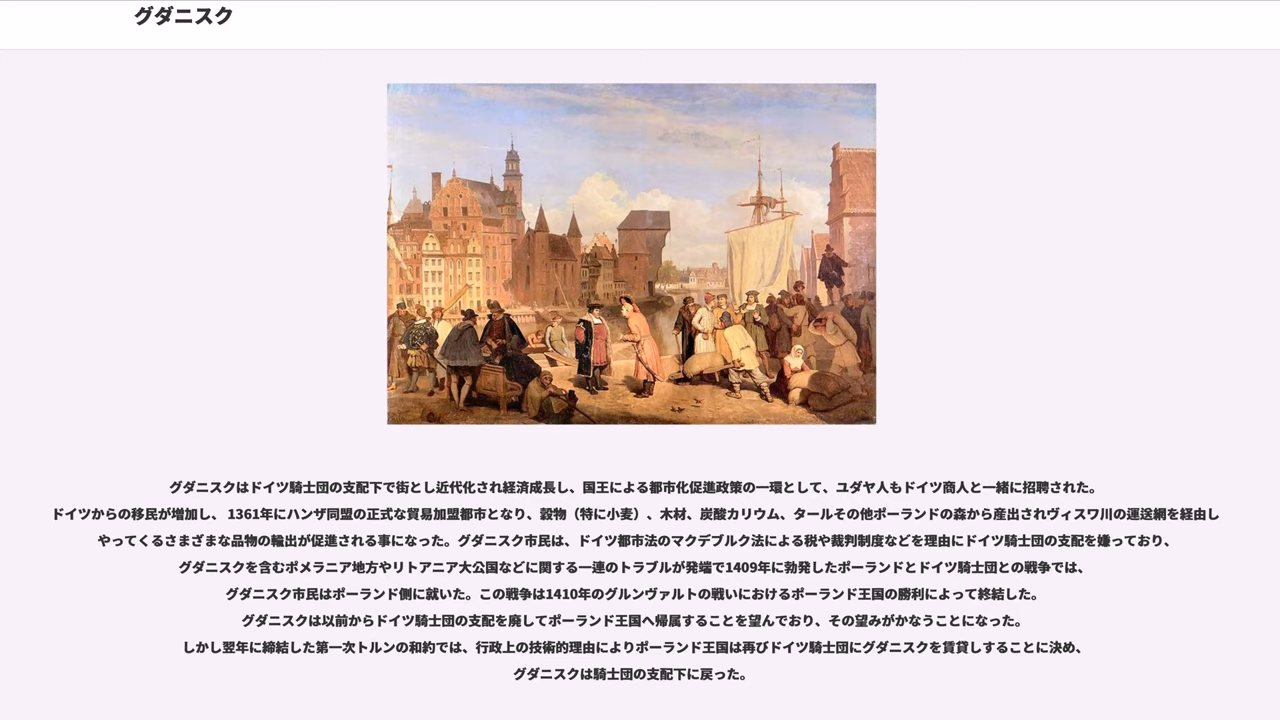 グダニスク
グダニスクはドイツ騎士団の支配下で街とし近代化され経済成長し、国王による都市化促進政策の一環として、ユダヤ人もドイツ商人と一緒に招聘された。
ドイツからの移民が増加し、 1361年にハンザ同盟の正式な貿易加盟都市となり、穀物（特に小麦）、木材、炭酸カリウム、タールその他ポーランドの森から産出されヴィスワ川の運送網を経由し
やってくるさまざまな品物の輸出が促進される事になった。グダニスク市民は、ドイツ都市法のマクデブルク法による税や裁判制度などを理由にドイツ騎士団の支配を嫌っており、
グダニスクを含むポメラニア地方やリトアニア大公国などに関する一連のトラブルが発端で1409年に勃発したポーランドとドイツ騎士団との戦争では、
グダニスク市民はポーランド側に就いた。この戦争は1410年のグルンヴァルトの戦いにおけるポーランド王国の勝利によって終結した。
グダニスクは以前からドイツ騎士団の支配を廃してポーランド王国へ帰属することを望んでおり、その望みがかなうことになった。
しかし翌年に締結した第一次トルンの和約では、行政上の技術的理由によりポーランド王国は再びドイツ騎士団にグダニスクを賃貸しすることに決め、
グダニスクは騎士団の支配下に戻った。